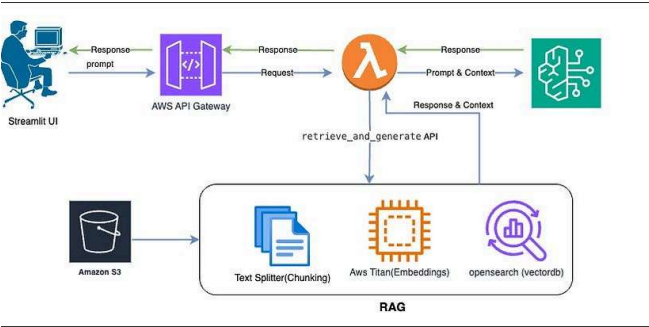 Response
Response
Response
prompt
Request
Prompt & Context
AWS API Gateway
Response & Context
Streamlit UI
retrieve_and_generate API
Amazon S3
Text Splitter(Chunking)
Aws Titan(Embeddings)
opensearch (vectordb)
RAG